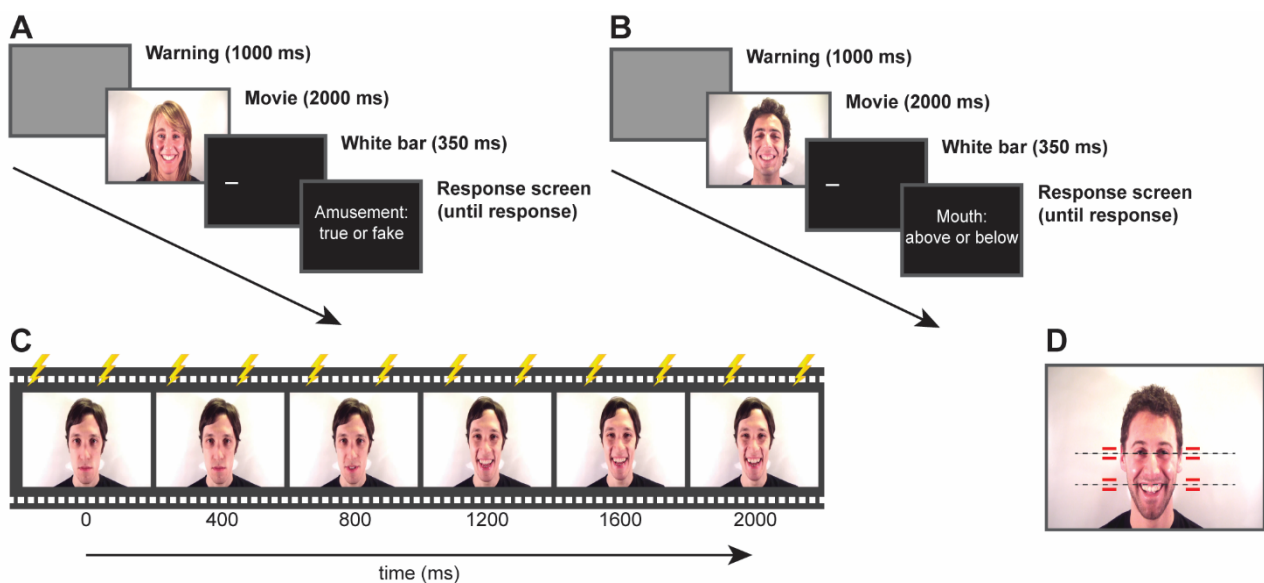 A
Warning (1000 ms)
Movie (2000 ms)
White bar (350 ms)
Response screen
(until response)
Amusement:
true or fake
B
Warning (1000 ms)
Movie (2000 ms)
White bar (350 ms)
Response screen
(until response)
Mouth:
above or below
C
0 400 800 1200 1600 2000
time (ms)
D